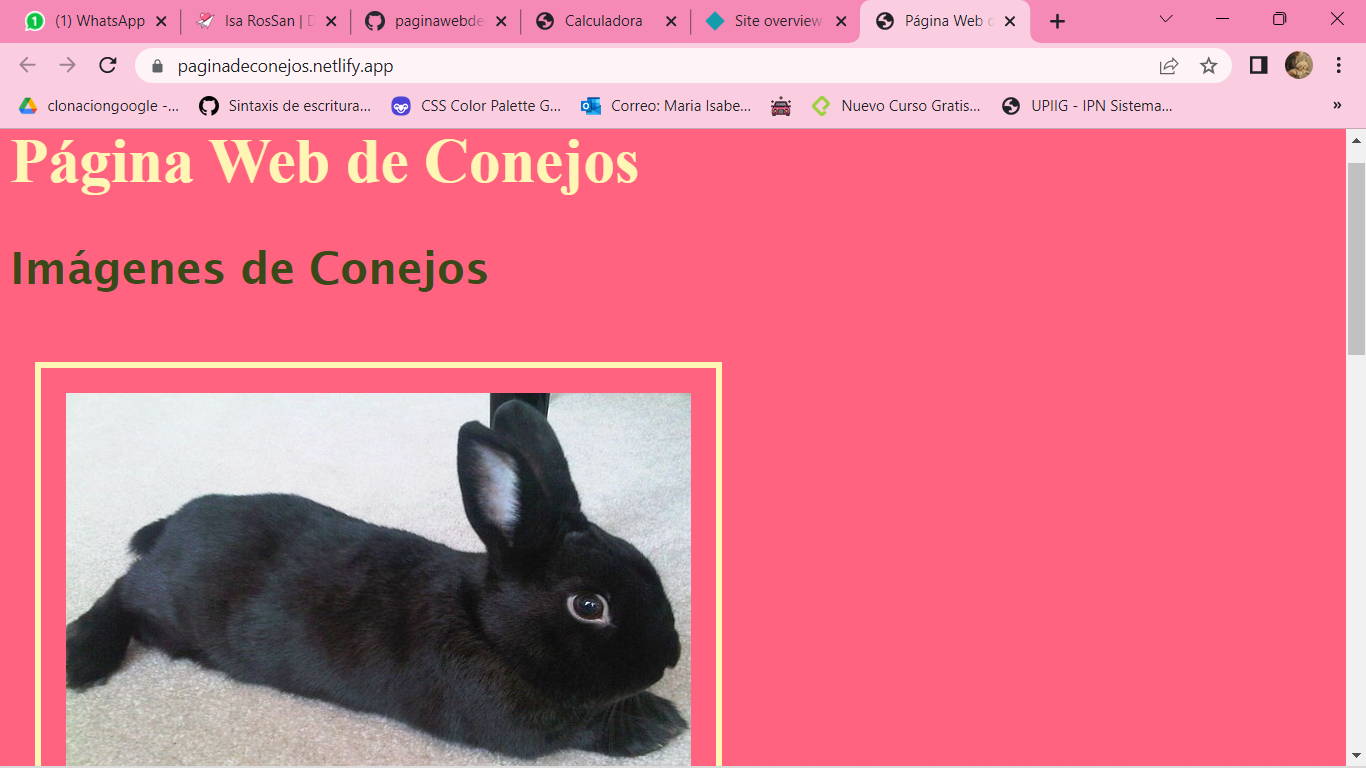 (1) WhatsApp
Isa RosSan | D
paginawebde
Calculadora
Site overview
Página Web d
paginadeconejos.netlify.app
clonaciongoogle -...
Sintaxis de escritura...
CSS Color Palette G...
Correo: Maria Isabe...
Nuevo Curso Gratis...
UPIIG - IPN Sistema...
»
Página Web de Conejos
Imágenes de Conejos